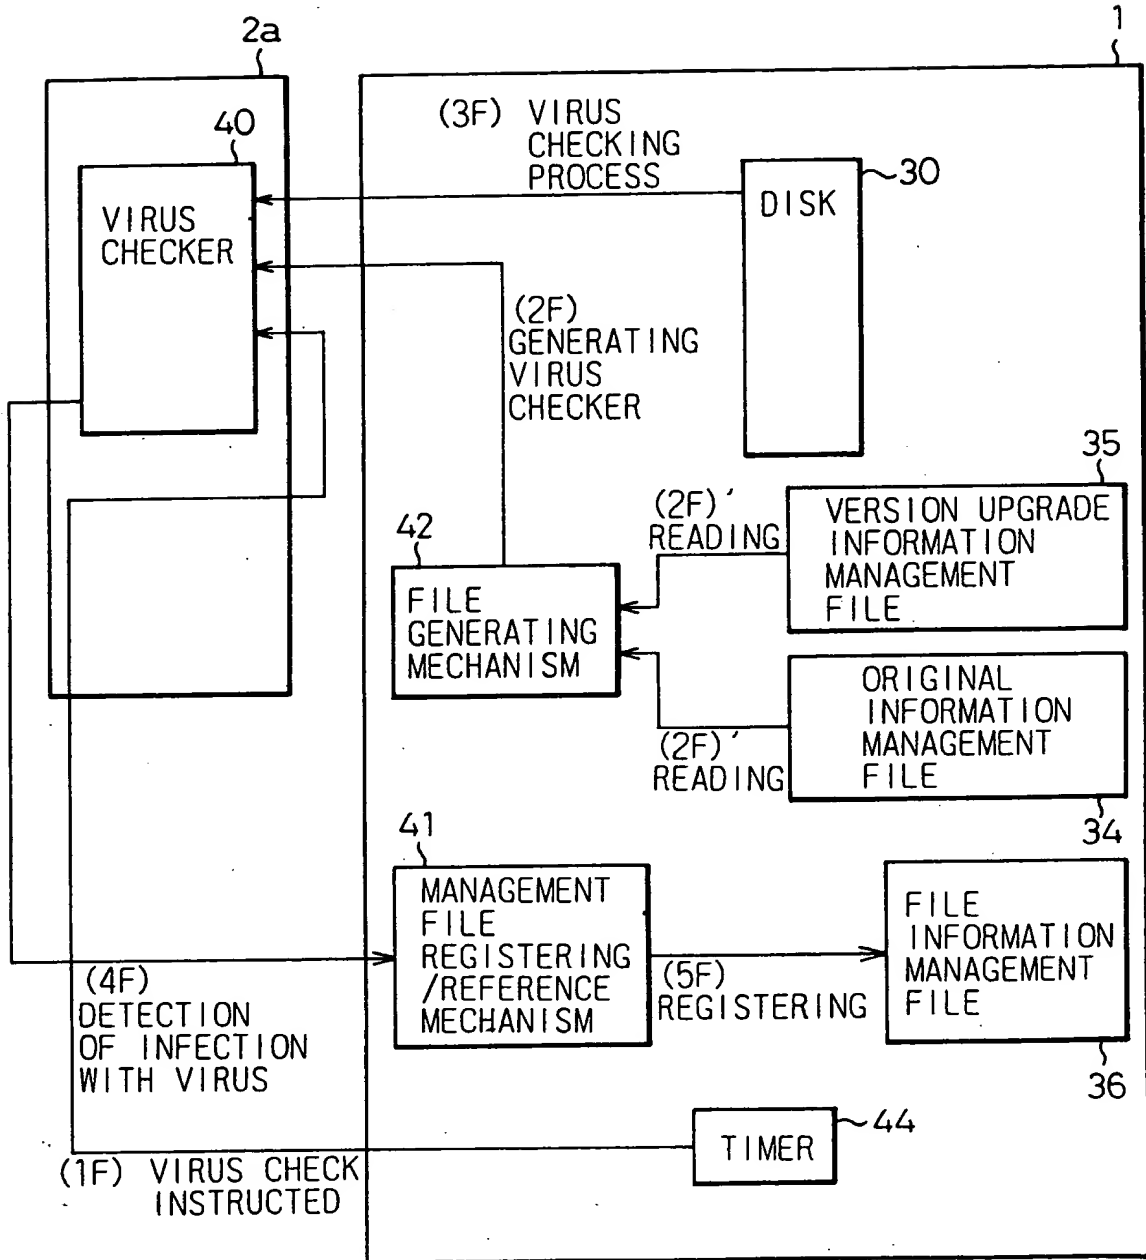 2a
1
40
(3F) VIRUS
CHECKING
PROCESS
30
DISK
VIRUS
CHECKER
(2F)
GENERATING
VIRUS
CHECKER
35
(2F)'
READING
VERSION UPGRADE
INFORMATION
MANAGEMENT
FILE
42
FILE
GENERATING
MECHANISM
ORIGINAL
INFORMATION
MANAGEMENT
FILE
(2F)'
READING
34
41
MANAGEMENT
FILE
REGISTERING
/REFERENCE
MECHANISM
FILE
INFORMATION
MANAGEMENT
FILE
(5F)
REGISTERING
(4F)
DETECTION
OF INFECTION
WITH VIRUS
36
44
TIMER
(1F) VIRUS CHECK
INSTRUCTED